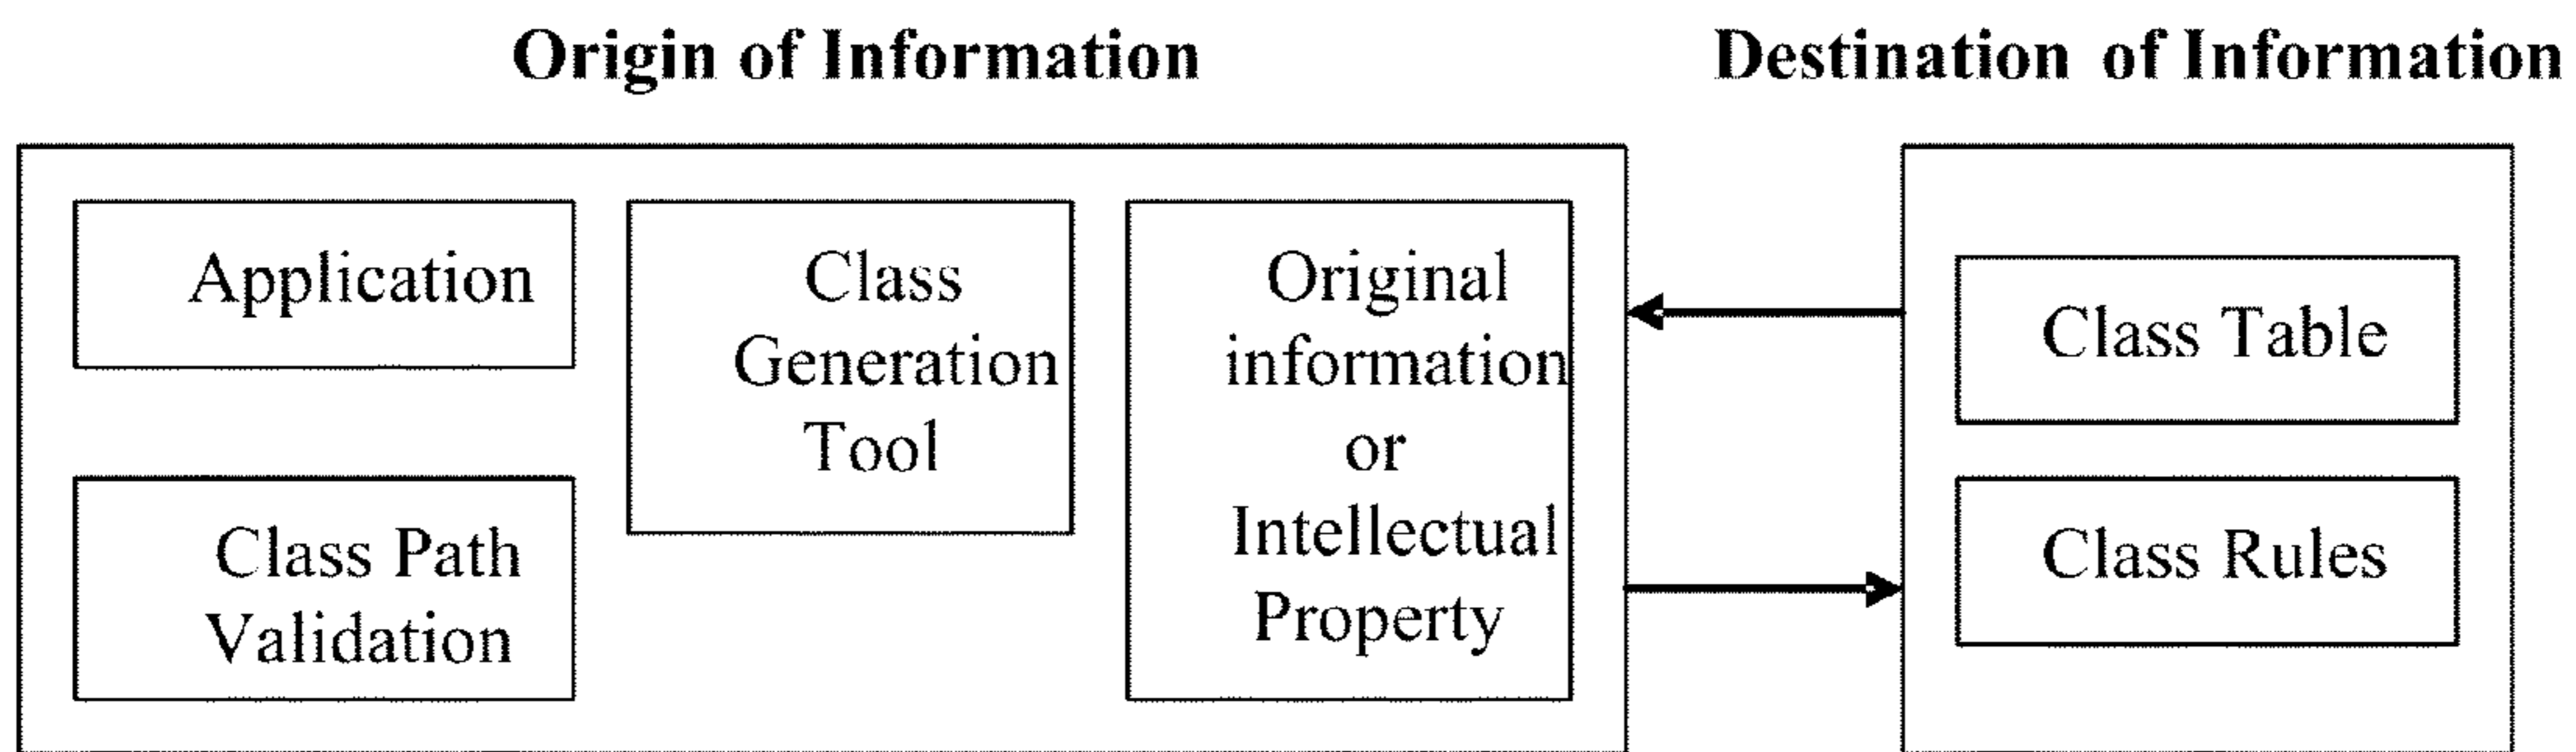 Origin of Information
Destination of Information
Application
Class
Generation
Tool
Original
information
or
Intellectual
Property
Class Path
Validation
Class Table
Class Rules